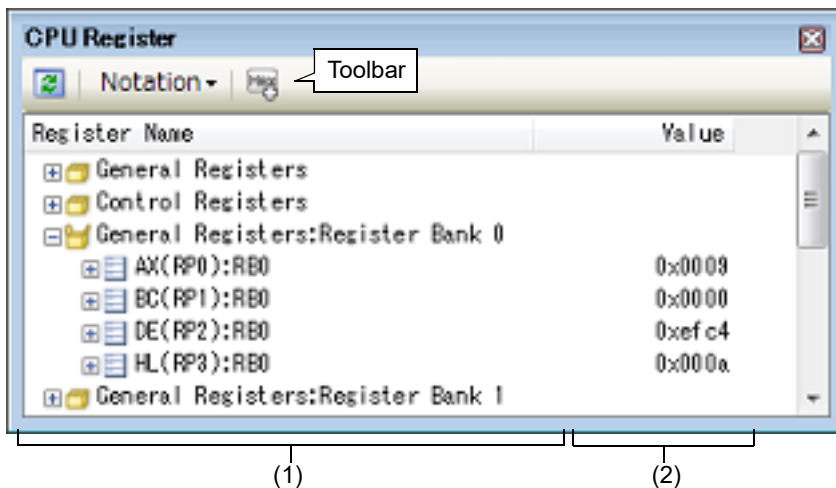 CPU Register
Notation
Hex
Toolbar
Register Name Value
General Registers
Control Registers
General Registers:Register Bank 0
AX(RP0):RB0 0x0009
BC(RP1):RB0 0x0000
DE(RP2):RB0 0xefc4
HL(RP3):RB0 0x000a
General Registers:Register Bank 1
(1) (2)